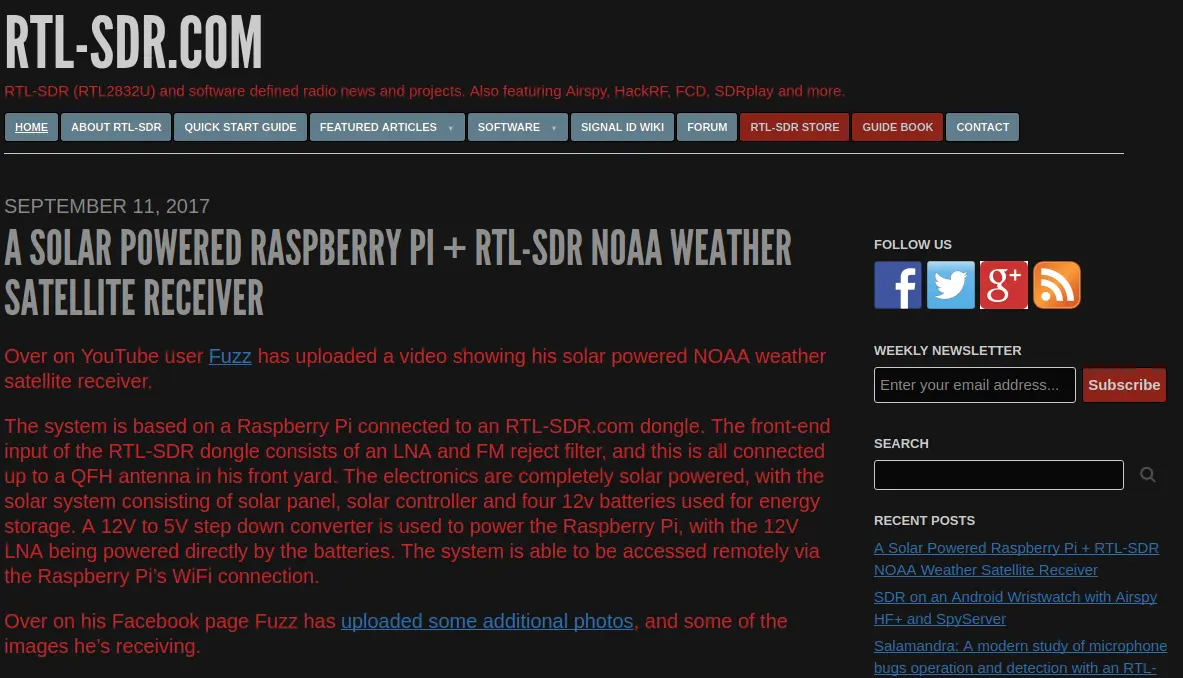 RTL-SDR.COM
RTL-SDR (RTL2832U) and software defined radio news and projects. Also featuring Airspy, HackRF, FCD, SDRplay and more.
HOME ABOUT RTL-SDR QUICK START GUIDE FEATURED ARTICLES SOFTWARE SIGNAL ID WIKI FORUM RTL-SDR STORE GUIDE BOOK CONTACT
SEPTEMBER 11, 2017
A SOLAR POWERED RASPBERRY PI + RTL-SDR NOAA WEATHER
SATELLITE RECEIVER
Over on YouTube user Fuzz has uploaded a video showing his solar powered NOAA weather
satellite receiver.
The system is based on a Raspberry Pi connected to an RTL-SDR.com dongle. The front-end
input of the RTL-SDR dongle consists of an LNA and FM reject filter, and this is all connected
up to a QFH antenna in his front yard. The electronics are completely solar powered, with the
solar system consisting of solar panel, solar controller and four 12v batteries used for energy
storage. A 12V to 5V step down converter is used to power the Raspberry Pi, with the 12V
LNA being powered directly by the batteries. The system is able to be accessed remotely via
the Raspberry Pi's WiFi connection.
Over on his Facebook page Fuzz has uploaded some additional photos, and some of the
images he's receiving.
FOLLOW US
f g+
WEEKLY NEWSLETTER
Enter your email address... Subscribe
SEARCH
RECENT POSTS
A Solar Powered Raspberry Pi + RTL-SDR
NOAA Weather Satellite Receiver
SDR on an Android Wristwatch with Airspy
HF+ and SpyServer
Salamandra: A modern study of microphone
bugs operation and detection with an RTL-